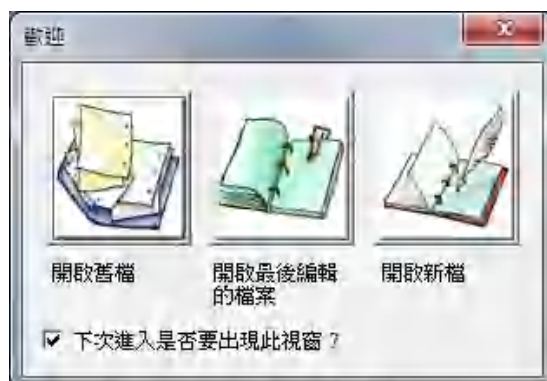 歡迎
開啟舊檔
開啟最後編輯
的檔案
開啟新檔
下次進入是否要出現此視窗？